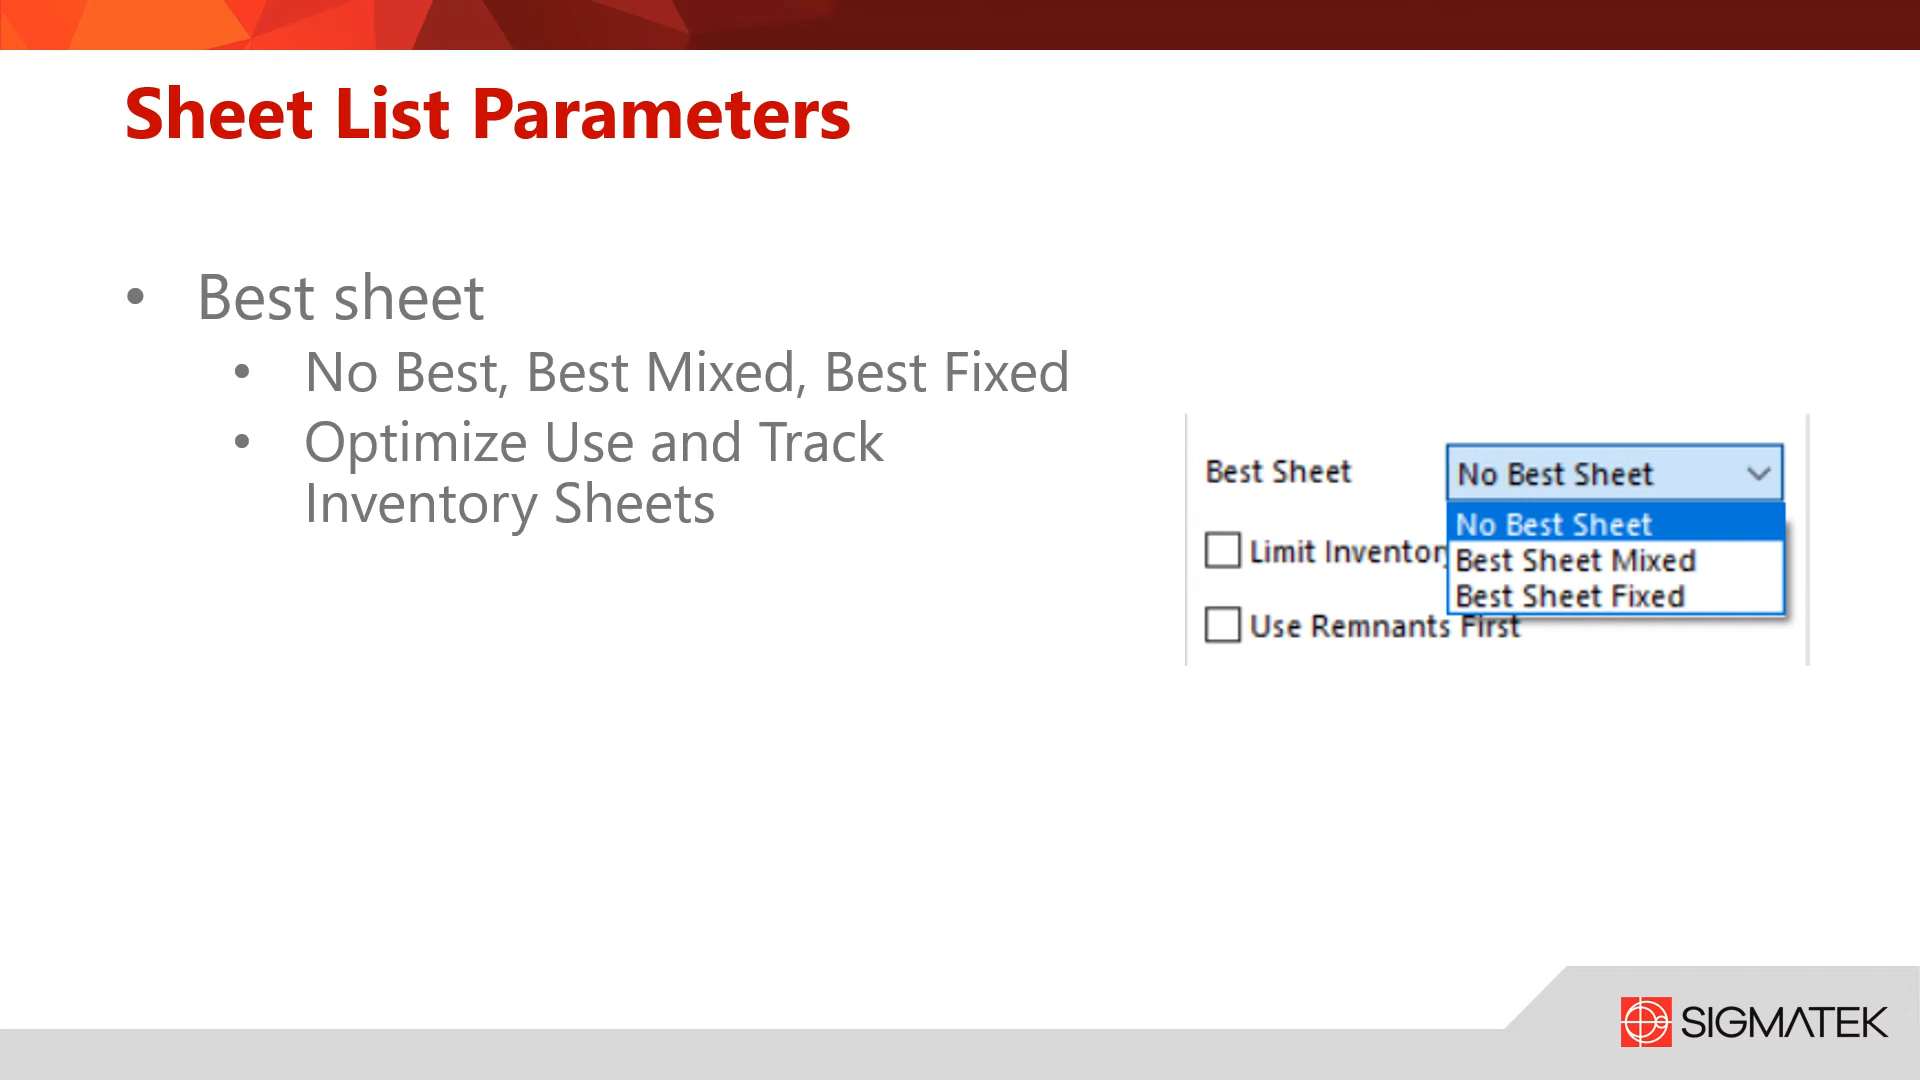 Sheet List Parameters
• Best sheet
• No Best, Best Mixed, Best Fixed
• Optimize Use and Track
Inventory Sheets
Best Sheet
No Best Sheet
No Best Sheet
Limit Inventory
Best Sheet Mixed
Best Sheet Fixed
Use Remnants First
SIGMATEK